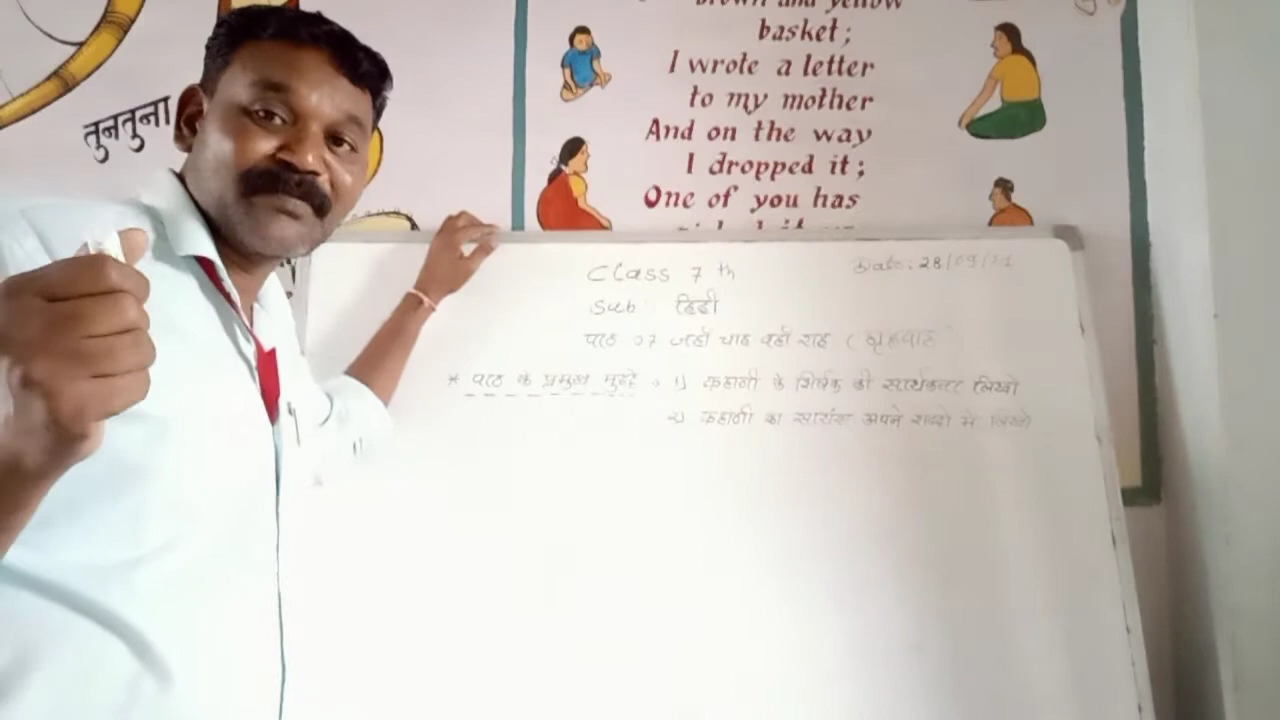 brown and yellow
basket;
I wrote a letter
to my mother
And on the way
I dropped it;
One of you has
तुनतुना
Class 7 th
Date: 28/09/21
Sub हिंदी
पाठ 07 जहाँ चाह वहाँ राह (
* पाठ के प्रमुख मुद्दे : 1) कहानी के शिर्षक की सार्थकता लिखो
2) कहानी का सारांश अपने शब्दो में लिखो